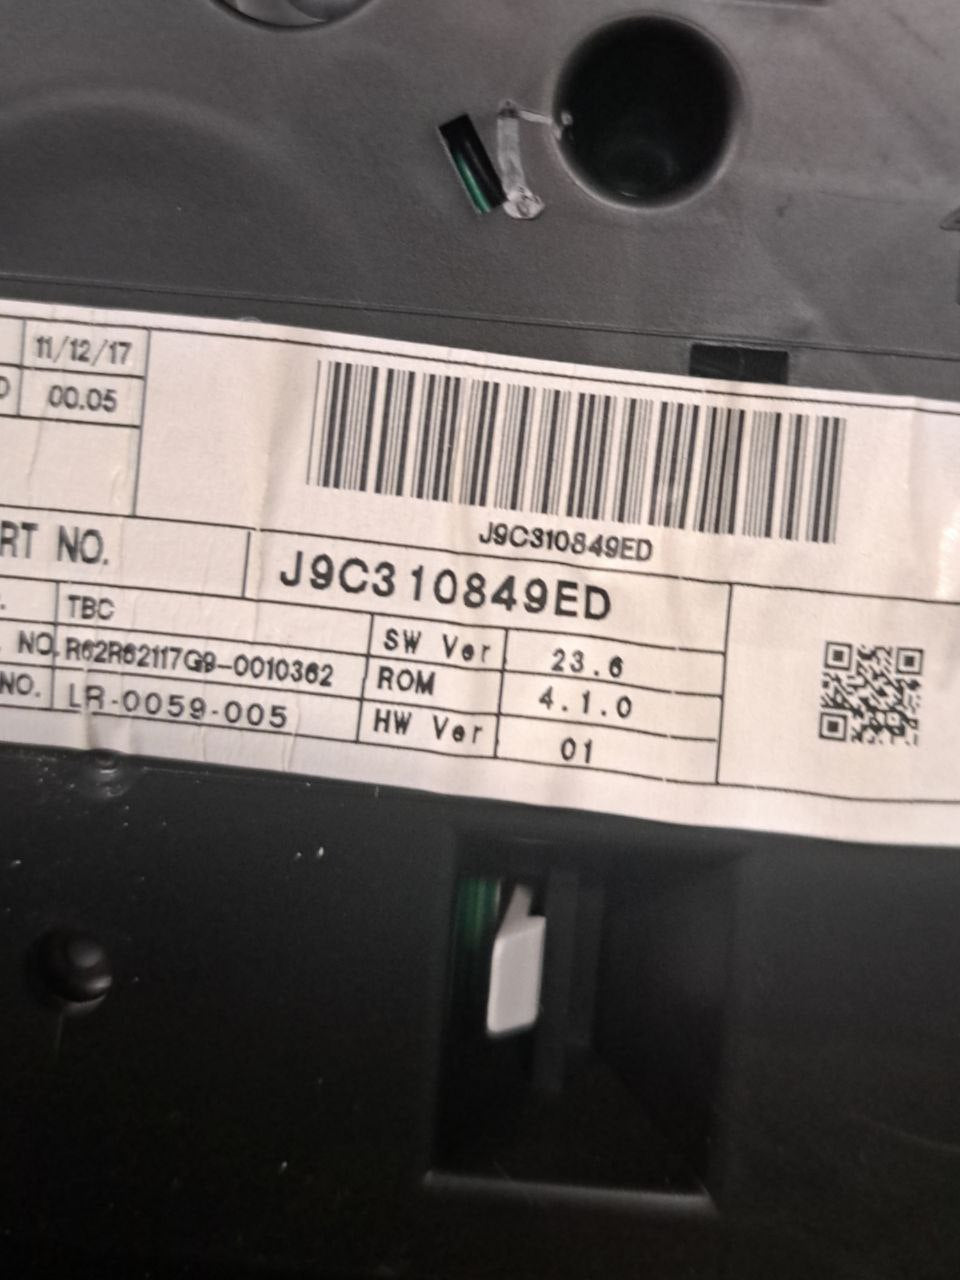 11/12/17
00.05
J9C310849ED
RT NO.
J9C310849ED
TBC
SW Ver
23.6
NO. R62R62117G9-0010362
ROM
4.1.0
NO.
LR-0059-005
HW Ver
01